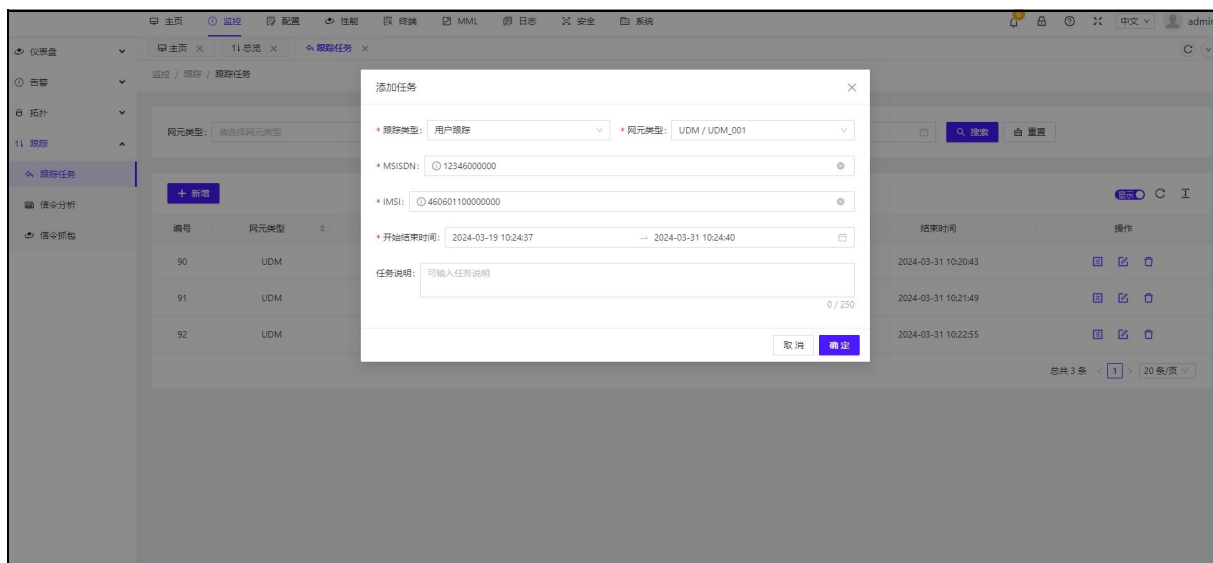 主页 监控 配置 性能 终端 MML 日志 安全 系统 中文 admin
仪表盘 主页 总览 跟踪任务
监控 / 跟踪 / 跟踪任务
告警
拓扑
跟踪
跟踪任务
信令分析
信令抓包
网元类型: 请选择网元类型 搜索 重置
+ 新增 显示
编号 网元类型 结束时间 操作
90 UDM 2024-03-31 10:20:43
91 UDM 2024-03-31 10:21:49
92 UDM 2024-03-31 10:22:55
总共 3 条 < 1 > 20 条/页
添加任务
* 跟踪类型: 用户跟踪 * 网元类型: UDM / UDM_001
* MSISDN: 12346000000
* IMSI: 460601100000000
* 开始结束时间: 2024-03-19 10:24:37 → 2024-03-31 10:24:40
任务说明: 可输入任务说明
0 / 250
取消 确定